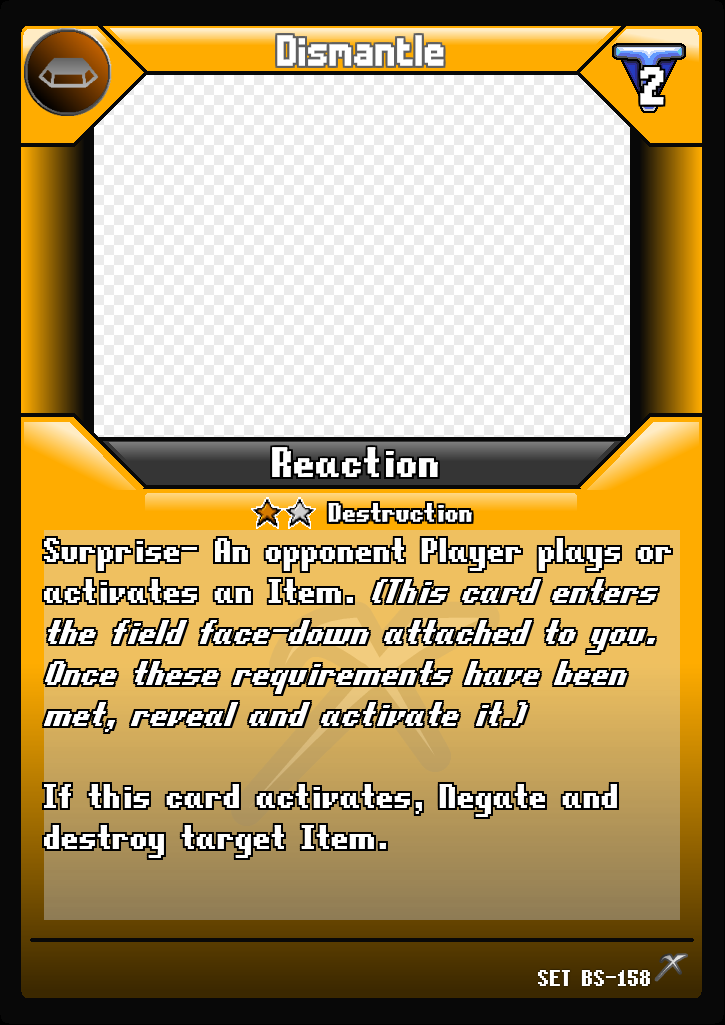 Dismantle
2
Reaction
Destruction
Surprise- An opponent Player plays or
activates an Item. (This card enters
the field face-down attached to you.
Once these requirements have been
met, reveal and activate it.)
If this card activates, Negate and
destroy target Item.
SET BS-158